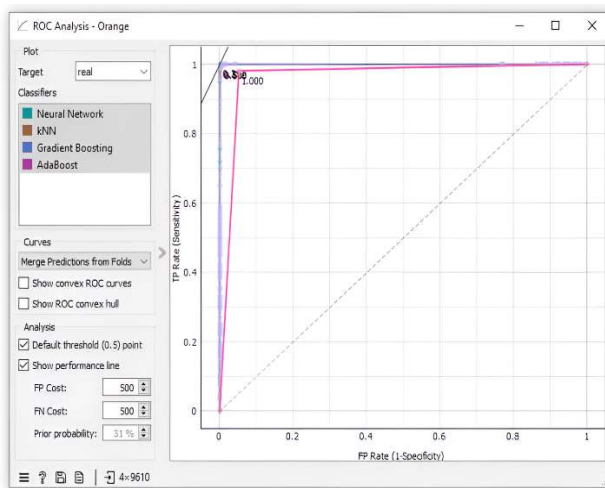 ROC Analysis - Orange
Plot
Target real
Classifiers
Neural Network
kNN
Gradient Boosting
AdaBoost
Curves
Merge Predictions from Folds
Show convex ROC curves
Show ROC convex hull
Analysis
Default threshold (0.5) point
Show performance line
FP Cost: 500
FN Cost: 500
Prior probability: 31 %
4×9610
TP Rate (Sensitivity)
1
0.8
0.6
0.4
0.2
0
1.000
0 0.2 0.4 0.6 0.8 1
FP Rate (1-Specificity)